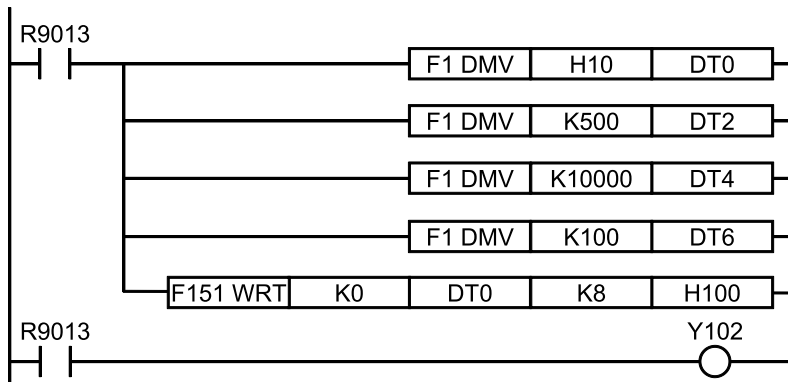 R9013
F1 DMV H10 DT0
F1 DMV K500 DT2
F1 DMV K10000 DT4
F1 DMV K100 DT6
F151 WRT K0 DT0 K8 H100
R9013 Y102